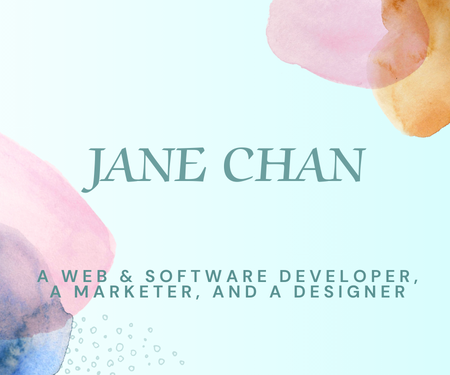 JANE CHAN
A WEB & SOFTWARE DEVELOPER,
A MARKETER, AND A DESIGNER